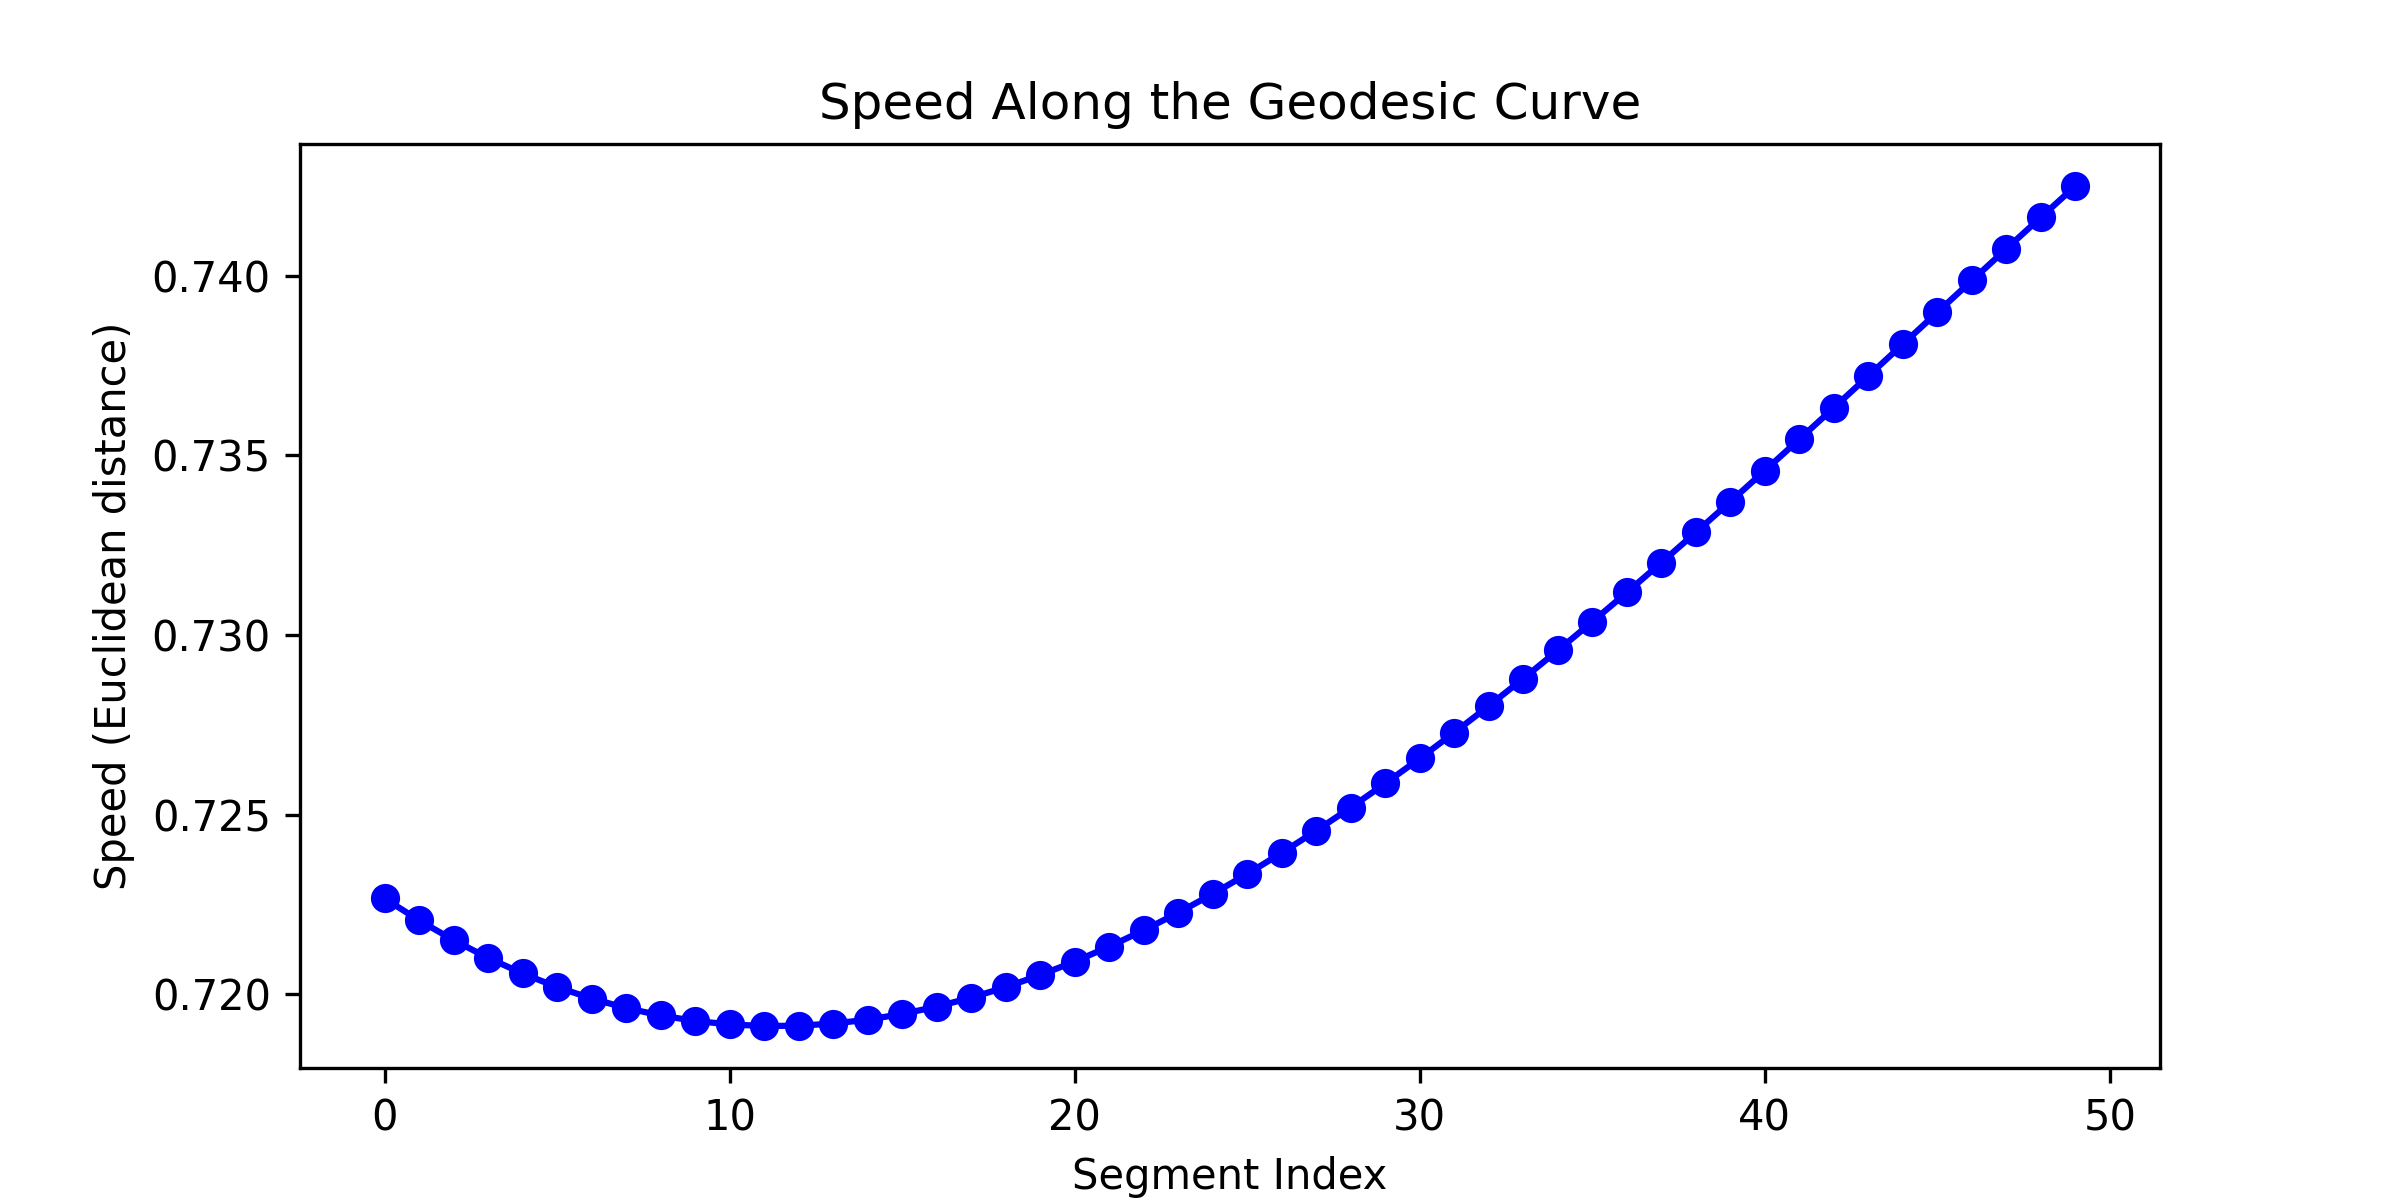 Speed Along the Geodesic Curve
Speed (Euclidean distance)
0.740
0.735
0.730
0.725
0.720
0 10 20 30 40 50
Segment Index